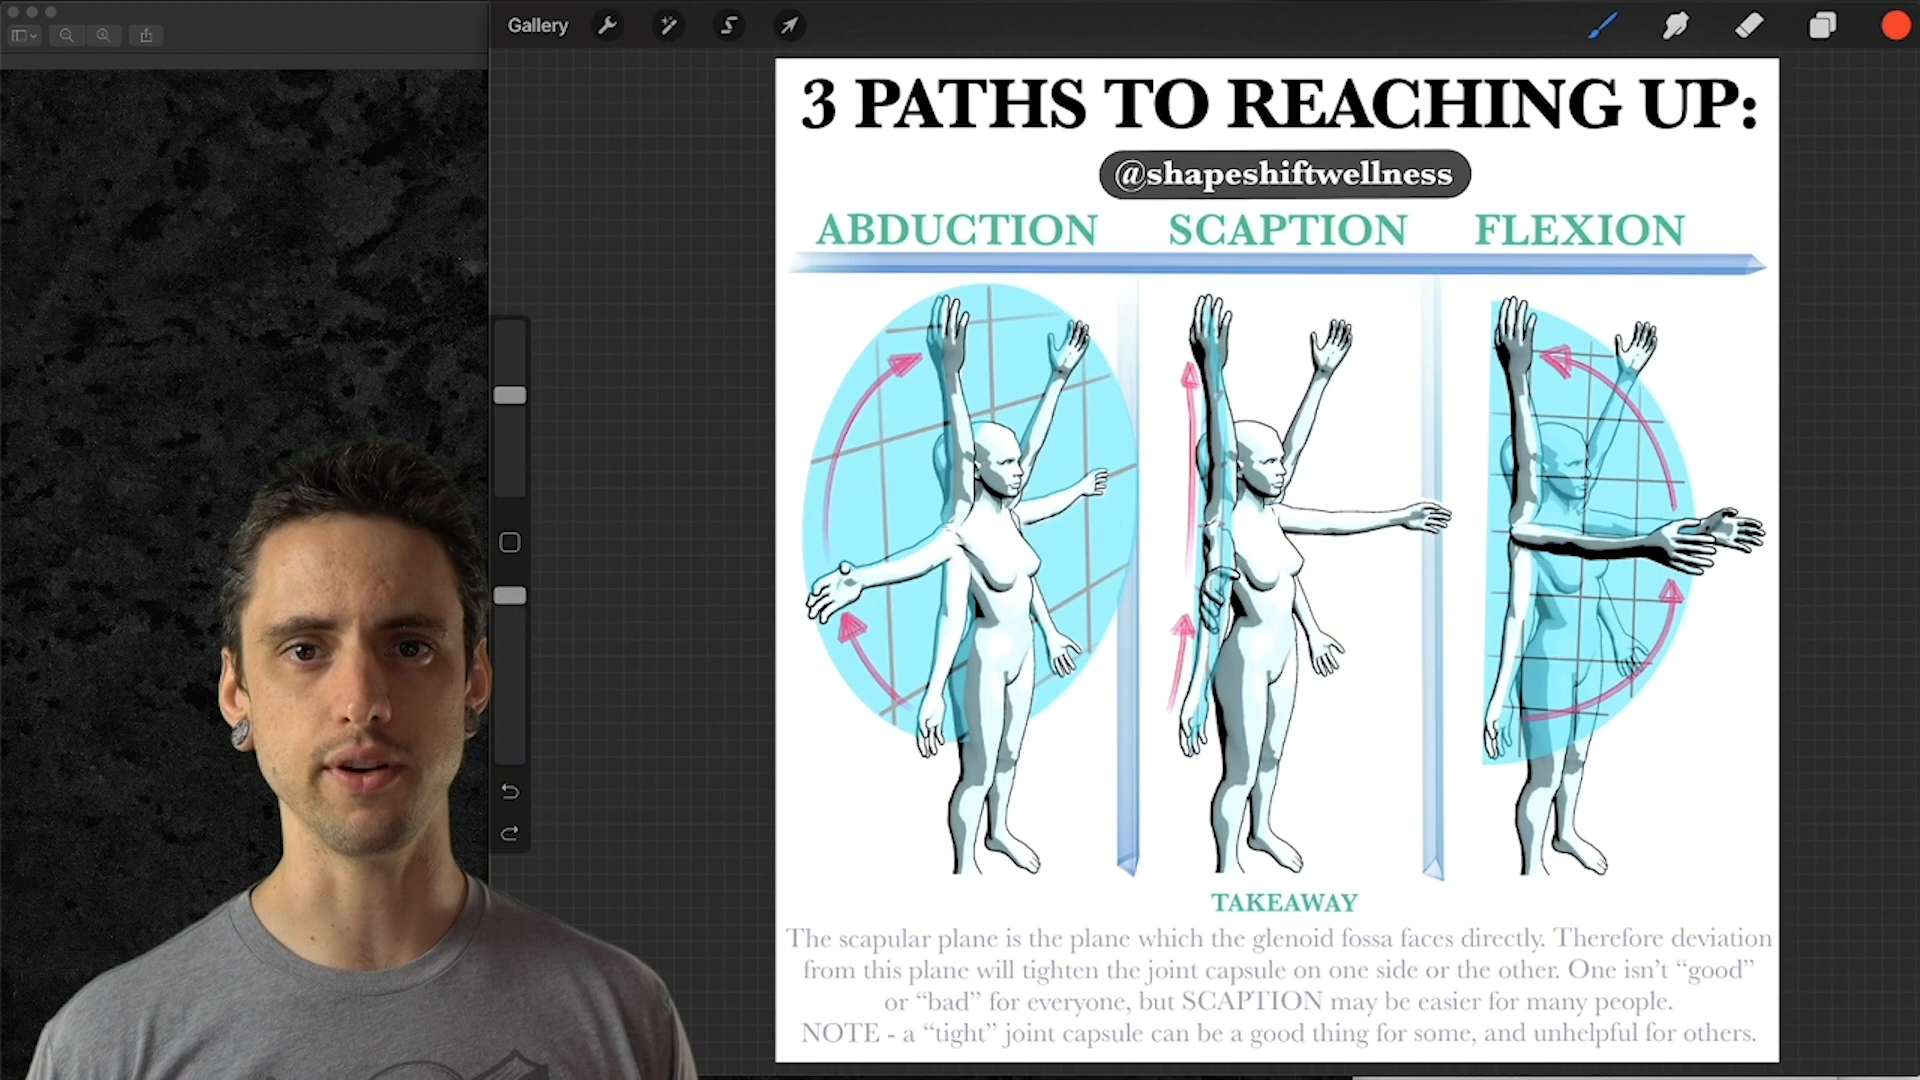 Gallery
3 PATHS TO REACHING UP:
@shapeshiftwellness
ABDUCTION
SCAPTION
FLEXION
TAKEAWAY
The scapular plane is the plane which the glenoid fossa faces directly. Therefore deviation
from this plane will tighten the joint capsule on one side or the other. One isn't “good”
or “bad” for everyone, but SCAPTION may be easier for many people.
NOTE - a “tight” joint capsule can be a good thing for some, and unhelpful for others.